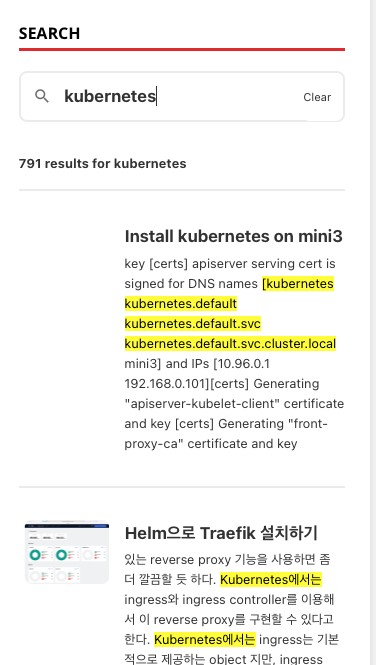 SEARCH
kubernetes
Clear
791 results for kubernetes
Install kubernetes on mini3
key [certs] apiserver serving cert is
signed for DNS names [kubernetes
kubernetes.default
kubernetes.default.svc
kubernetes.default.svc.cluster.local
mini3] and IPs [10.96.0.1
192.168.0.101][certs] Generating
"apiserver-kubelet-client" certificate
and key [certs] Generating "front-
proxy-ca" certificate and key
Helm으로 Traefik 설치하기
있는 reverse proxy 기능을 사용하면 좀
더 깔끔할 듯 하다. Kubernetes에서는
ingress와 ingress controller를 이용해
서 이 reverse proxy를 구현할 수 있다고
한다. Kubernetes에서는 ingress는 기본
적으로 제공하는 object 지만, ingress